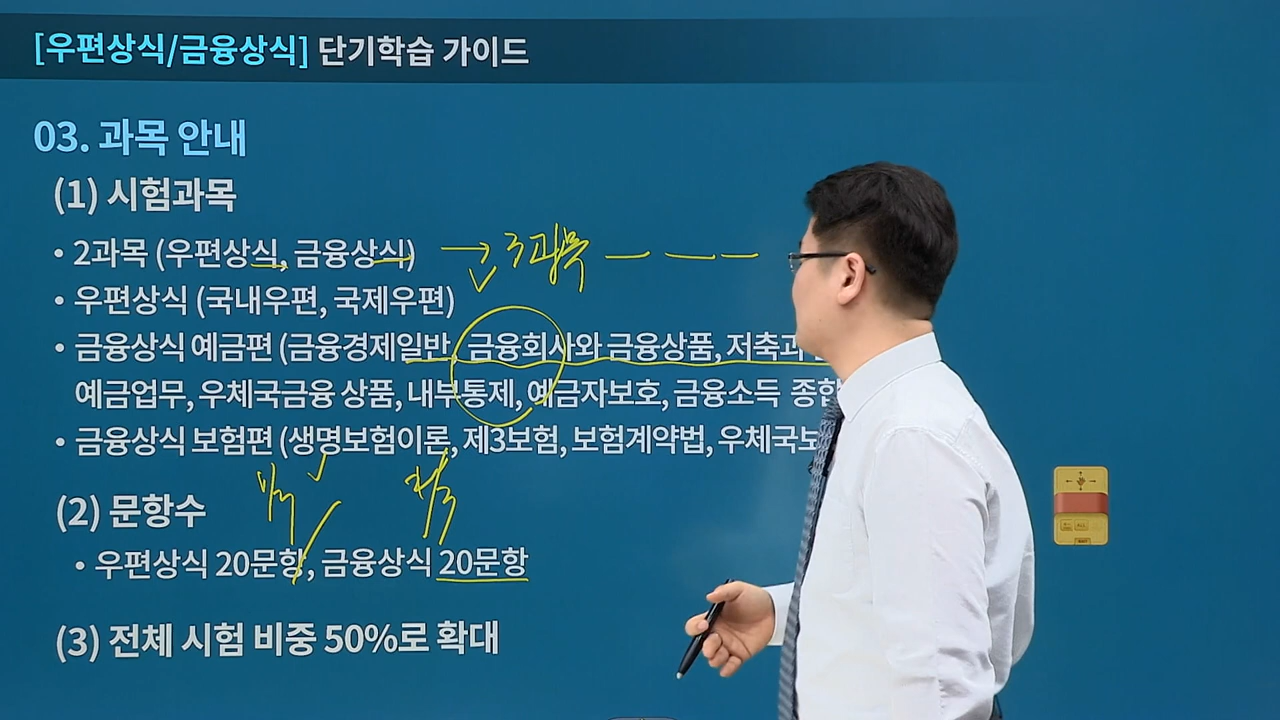 [우편상식/금융상식] 단기학습 가이드
03. 과목 안내
(1) 시험과목
• 2과목 (우편상식, 금융상식) → 3과목
• 우편상식 (국내우편, 국제우편)
• 금융상식 예금편 (금융경제일반, 금융회사와 금융상품, 저축과
예금업무, 우체국금융 상품, 내부통제, 예금자보호, 금융소득 종합
• 금융상식 보험편 (생명보험이론, 제3보험, 보험계약법, 우체국보
(2) 문항수
• 우편상식 20문항, 금융상식 20문항
(3) 전체 시험 비중 50%로 확대